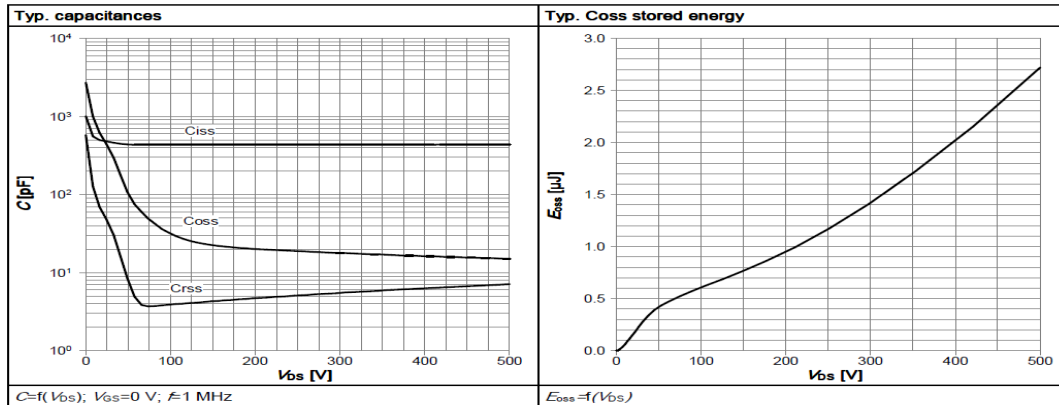 Typ. capacitances
10⁴
10³
10²
10¹
10⁰
C [pF]
Ciss
Coss
Crss
0 100 200 300 400 500
VDS [V]
C=f(VDS); VGS=0 V; f=1 MHz
Typ. Coss stored energy
3.0
2.5
2.0
1.5
1.0
0.5
0.0
Eoss [µJ]
0 100 200 300 400 500
VDS [V]
Eoss=f(VDS)